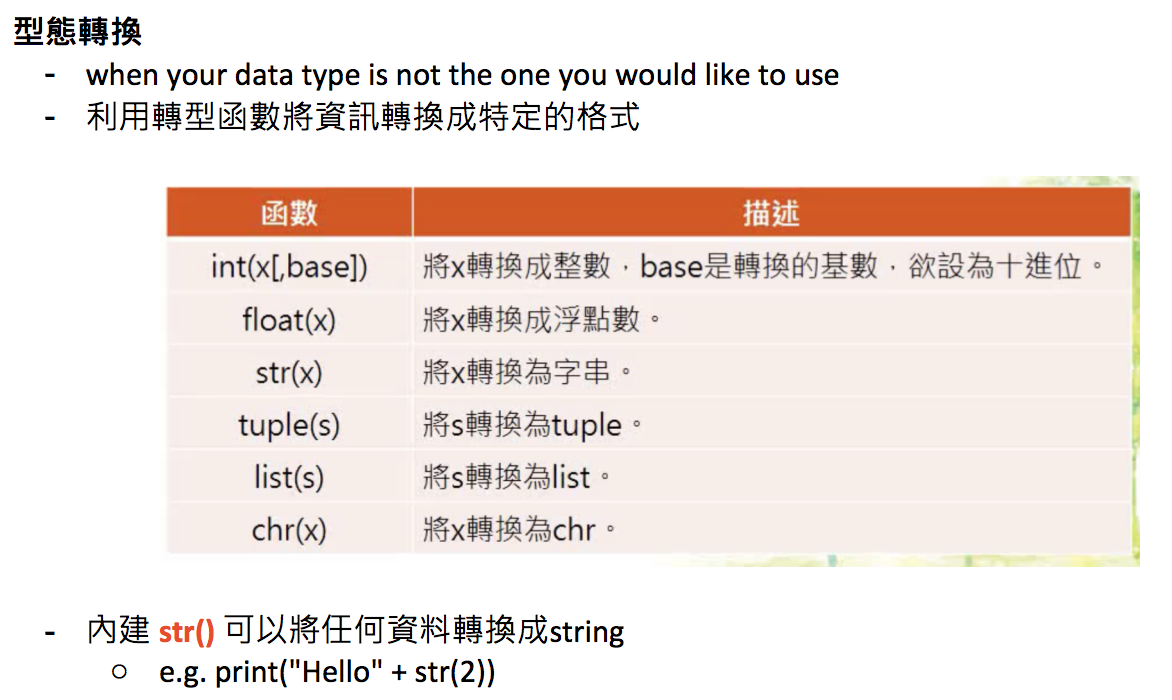 型態轉換
- when your data type is not the one you would like to use
- 利用轉型函數將資訊轉換成特定的格式
函數 描述
int(x[,base]) 將x轉換成整數，base是轉換的基數，欲設為十進位。
float(x) 將x轉換成浮點數。
str(x) 將x轉換為字串。
tuple(s) 將s轉換為tuple。
list(s) 將s轉換為list。
chr(x) 將x轉換為chr。
- 內建 str() 可以將任何資料轉換成string
○ e.g. print("Hello" + str(2))